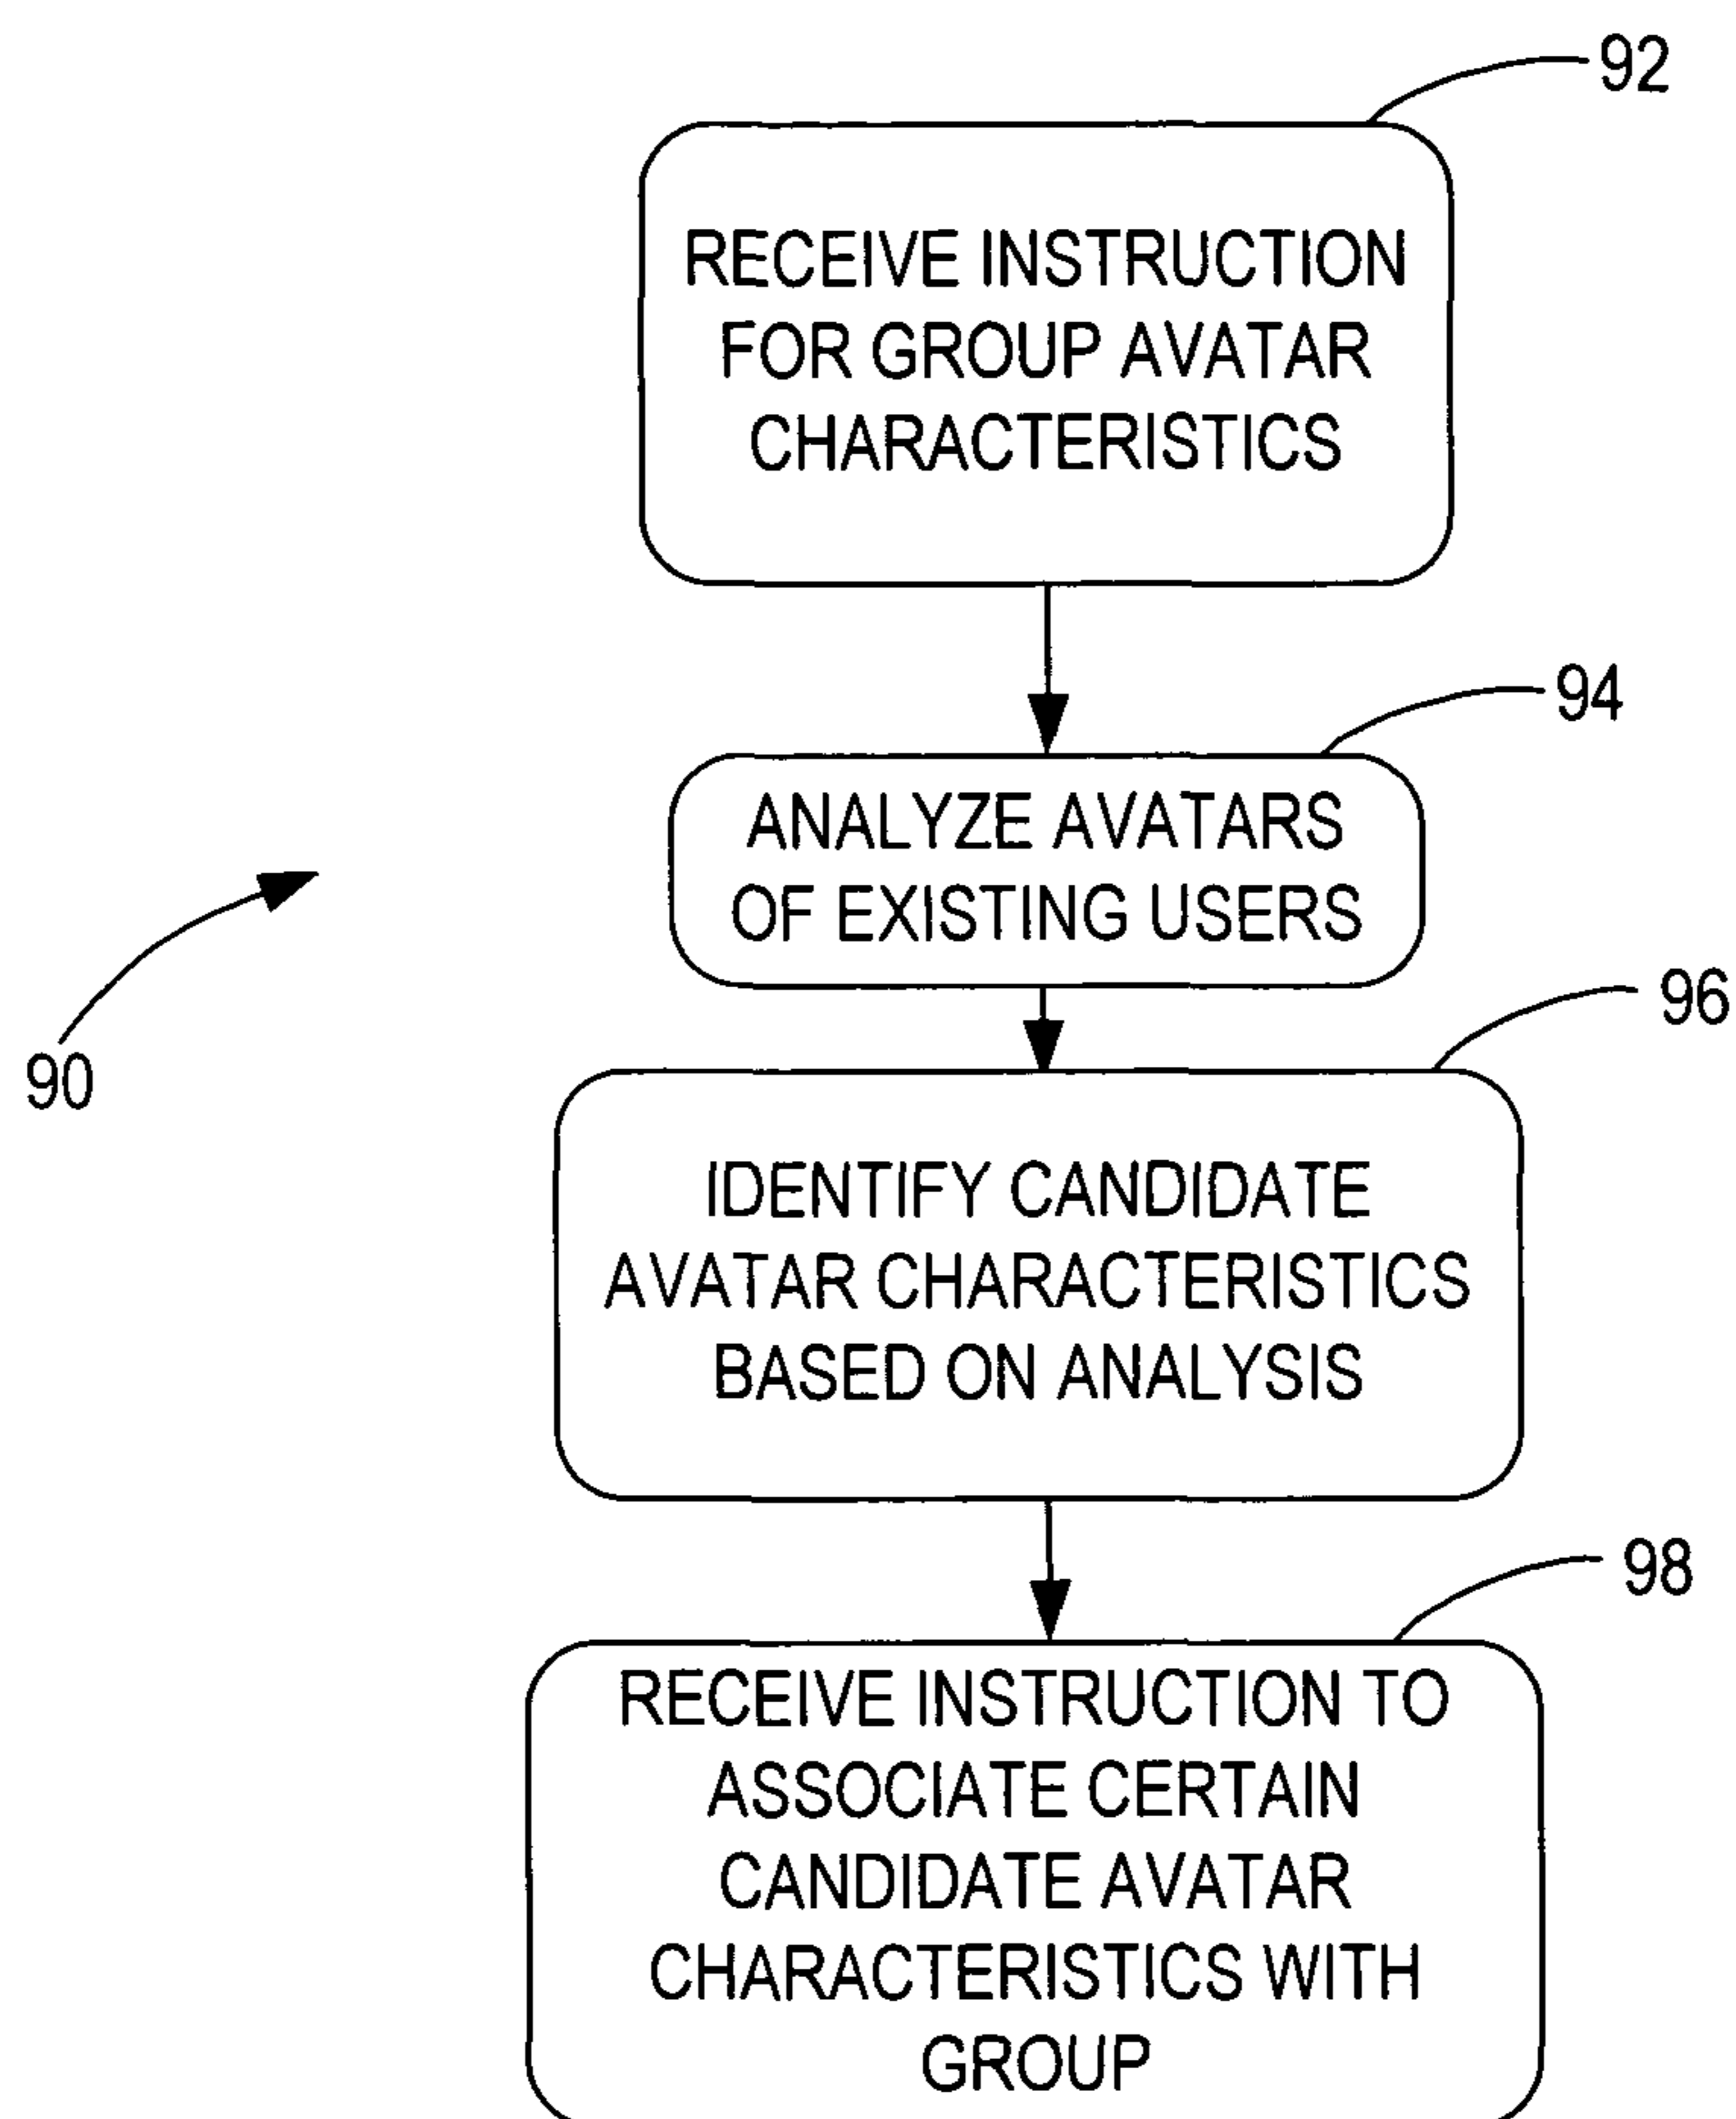 92
RECEIVE INSTRUCTION
FOR GROUP AVATAR
CHARACTERISTICS
94
ANALYZE AVATARS
OF EXISTING USERS
90
96
IDENTIFY CANDIDATE
AVATAR CHARACTERISTICS
BASED ON ANALYSIS
98
RECEIVE INSTRUCTION TO
ASSOCIATE CERTAIN
CANDIDATE AVATAR
CHARACTERISTICS WITH
GROUP